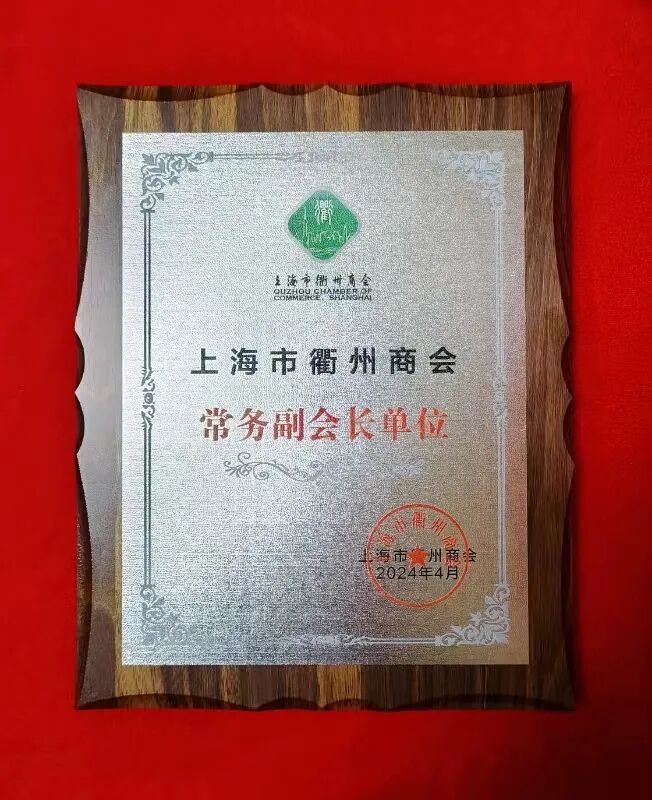 衢
上海市衢州商会
QUZHOU CHAMBER OF
COMMERCE, SHANGHAI
上海市衢州商会
常务副会长单位
上海市衢州商会
上海市衢州商会
2024年4月